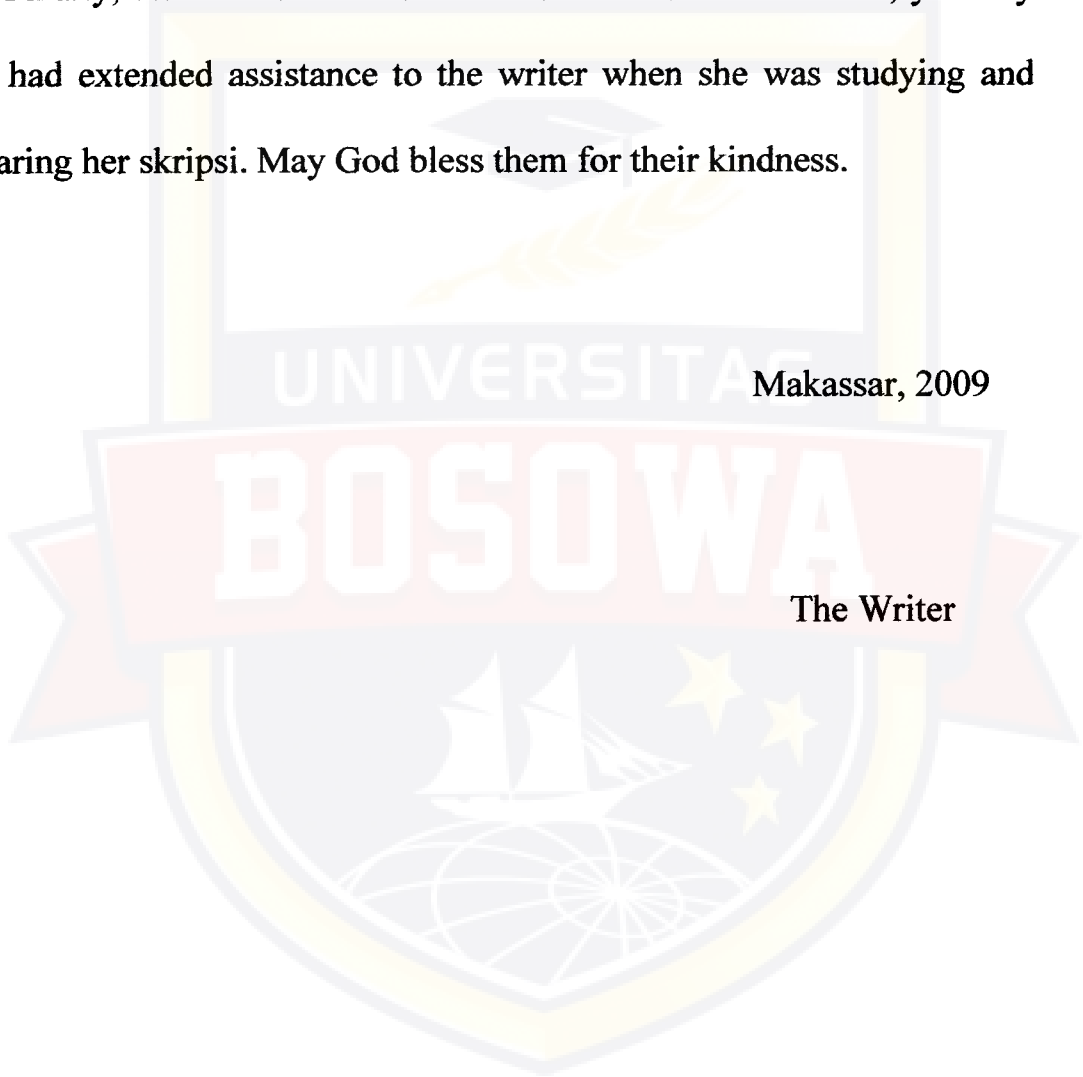 had extended assistance to the writer when she was studying and
aring her skripsi. May God bless them for their kindness.
UNIVERSITAS
Makassar, 2009
BOSOWA
The Writer